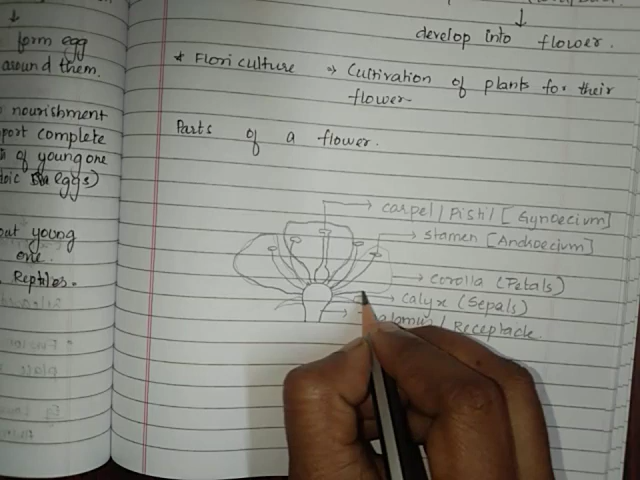 form egg
around them.
nourishment
port complete
of young one
eggs)
out young
one.
Reptiles.
develop into flower.
* Floriculture → Cultivation of plants for their
flower.
Parts of a flower.
carpel / Pistil / [Gynoecium]
stamen [Androecium]
corolla (Petals)
calyx (Sepals)
/ Receptacle.